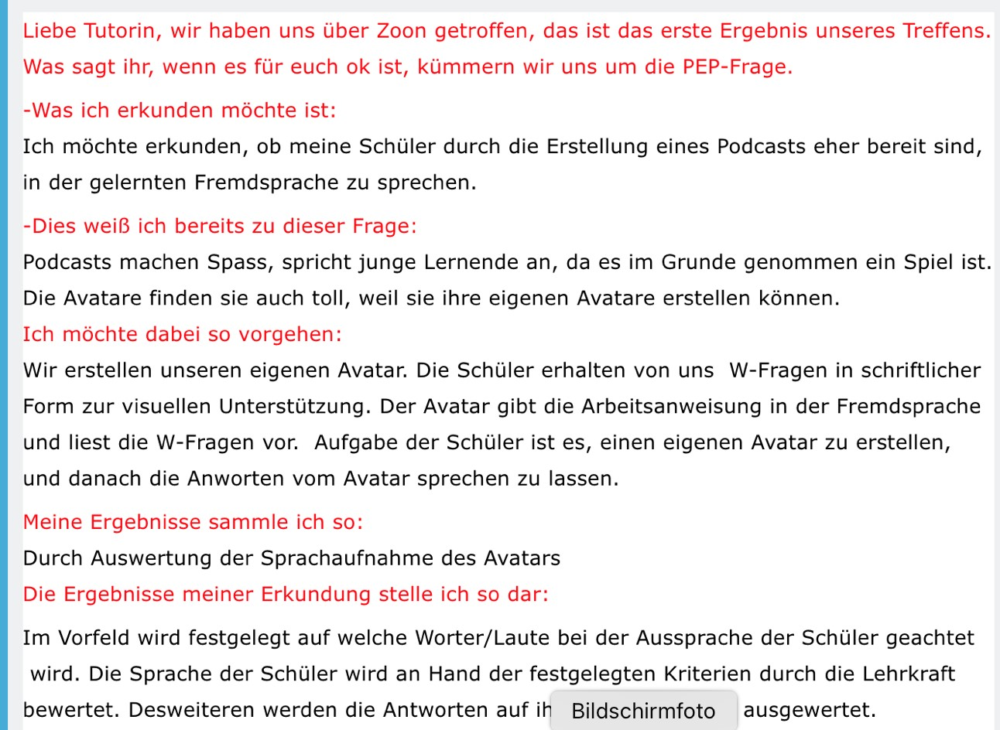 Liebe Tutorin, wir haben uns über Zoon getroffen, das ist das erste Ergebnis unseres Treffens.
Was sagt ihr, wenn es für euch ok ist, kümmern wir uns um die PEP-Frage.
-Was ich erkunden möchte ist:
Ich möchte erkunden, ob meine Schüler durch die Erstellung eines Podcasts eher bereit sind,
in der gelernten Fremdsprache zu sprechen.
-Dies weiß ich bereits zu dieser Frage:
Podcasts machen Spass, spricht junge Lernende an, da es im Grunde genommen ein Spiel ist.
Die Avatare finden sie auch toll, weil sie ihre eigenen Avatare erstellen können.
Ich möchte dabei so vorgehen:
Wir erstellen unseren eigenen Avatar. Die Schüler erhalten von uns  W-Fragen in schriftlicher
Form zur visuellen Unterstützung. Der Avatar gibt die Arbeitsanweisung in der Fremdsprache
und liest die W-Fragen vor.  Aufgabe der Schüler ist es, einen eigenen Avatar zu erstellen,
und danach die Anworten vom Avatar sprechen zu lassen.
Meine Ergebnisse sammle ich so:
Durch Auswertung der Sprachaufnahme des Avatars
Die Ergebnisse meiner Erkundung stelle ich so dar:
Im Vorfeld wird festgelegt auf welche Worter/Laute bei der Aussprache der Schüler geachtet
wird. Die Sprache der Schüler wird an Hand der festgelegten Kriterien durch die Lehrkraft
bewertet. Desweiteren werden die Antworten auf Bildschirmfoto ausgewertet.